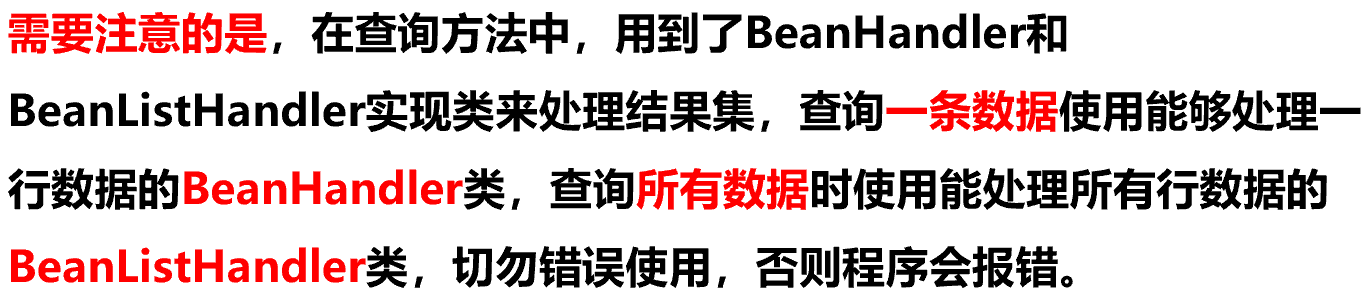 需要注意的是，在查询方法中，用到了BeanHandler和
BeanListHandler实现类来处理结果集，查询一条数据使用能够处理一
行数据的BeanHandler类，查询所有数据时使用能处理所有行数据的
BeanListHandler类，切勿错误使用，否则程序会报错。